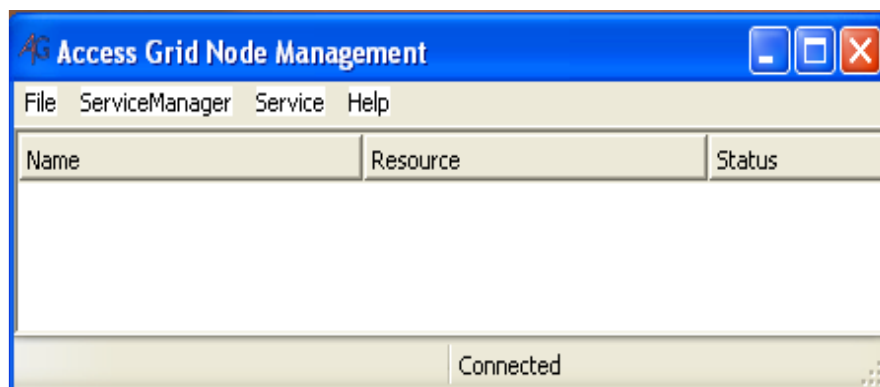 AG Access Grid Node Management
File ServiceManager Service Help
Name Resource Status
Connected